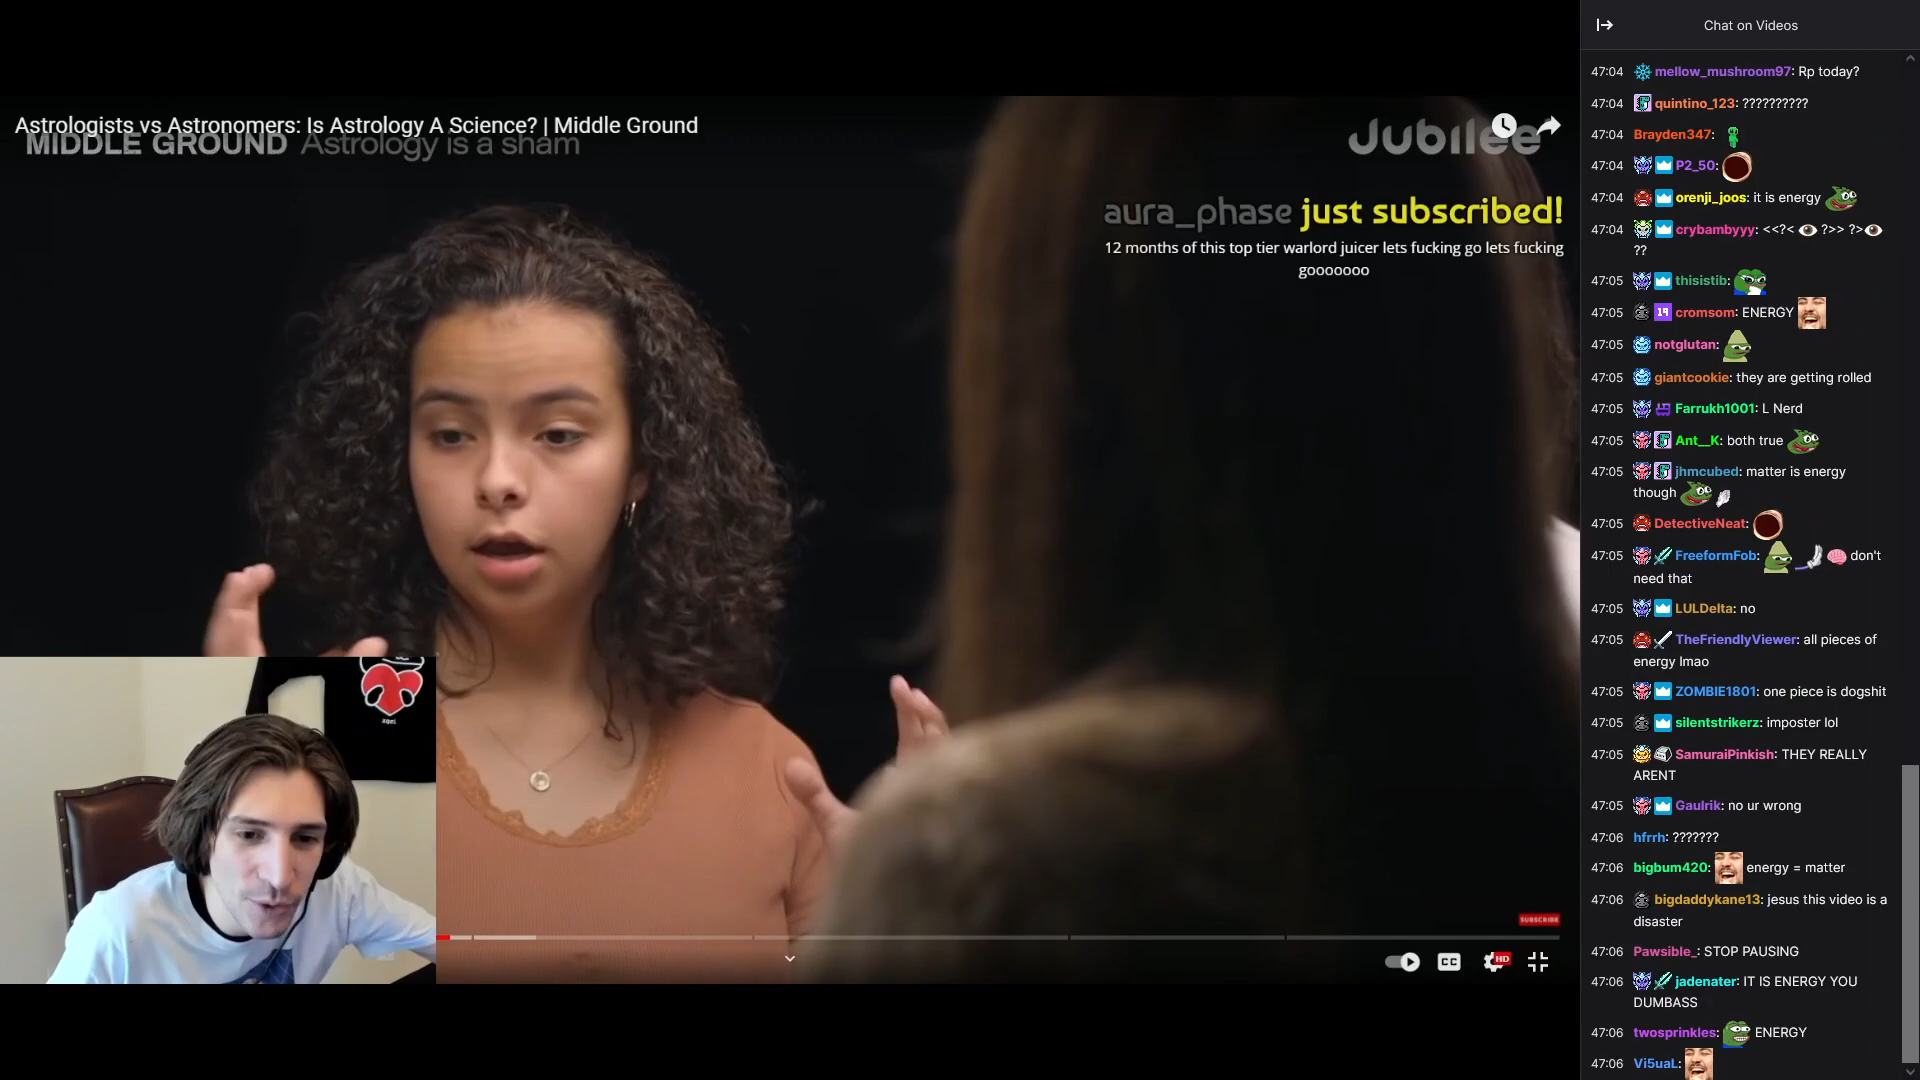 Astrologists vs Astronomers: Is Astrology A Science? | Middle Ground
MIDDLE GROUND Astrology is a sham
Jubilee
aura_phase just subscribed!
12 months of this top tier warlord juicer lets fucking go lets fucking
gooooooo
SUBSCRIBE
CC
HD
xqcl
Chat on Videos
47:04 mellow_mushroom97: Rp today?
47:04 quintino_123: ??????????
47:04 Brayden347:
47:04 P2_50:
47:04 orenji_joos: it is energy
47:04 crybambyyy: <<?< ?>> ?>
??
47:05 thisistib:
47:05 19 cromsom: ENERGY
47:05 notglutan:
47:05 giantcookie: they are getting rolled
47:05 Farrukh1001: L Nerd
47:05 Ant__K: both true
47:05 jhmcubed: matter is energy
though
47:05 DetectiveNeat:
47:05 FreeformFob: don't
need that
47:05 LULDelta: no
47:05 TheFriendlyViewer: all pieces of
energy lmao
47:05 ZOMBIE1801: one piece is dogshit
47:05 silentstrikerz: imposter lol
47:05 SamuraiPinkish: THEY REALLY
ARENT
47:05 Gaulrik: no ur wrong
47:06 hfrrh: ???????
47:06 bigbum420: energy = matter
47:06 bigdaddykane13: jesus this video is a
disaster
47:06 Pawsible_: STOP PAUSING
47:06 jadenater: IT IS ENERGY YOU
DUMBASS
47:06 twosprinkles: ENERGY
47:06 Vi5uaL: